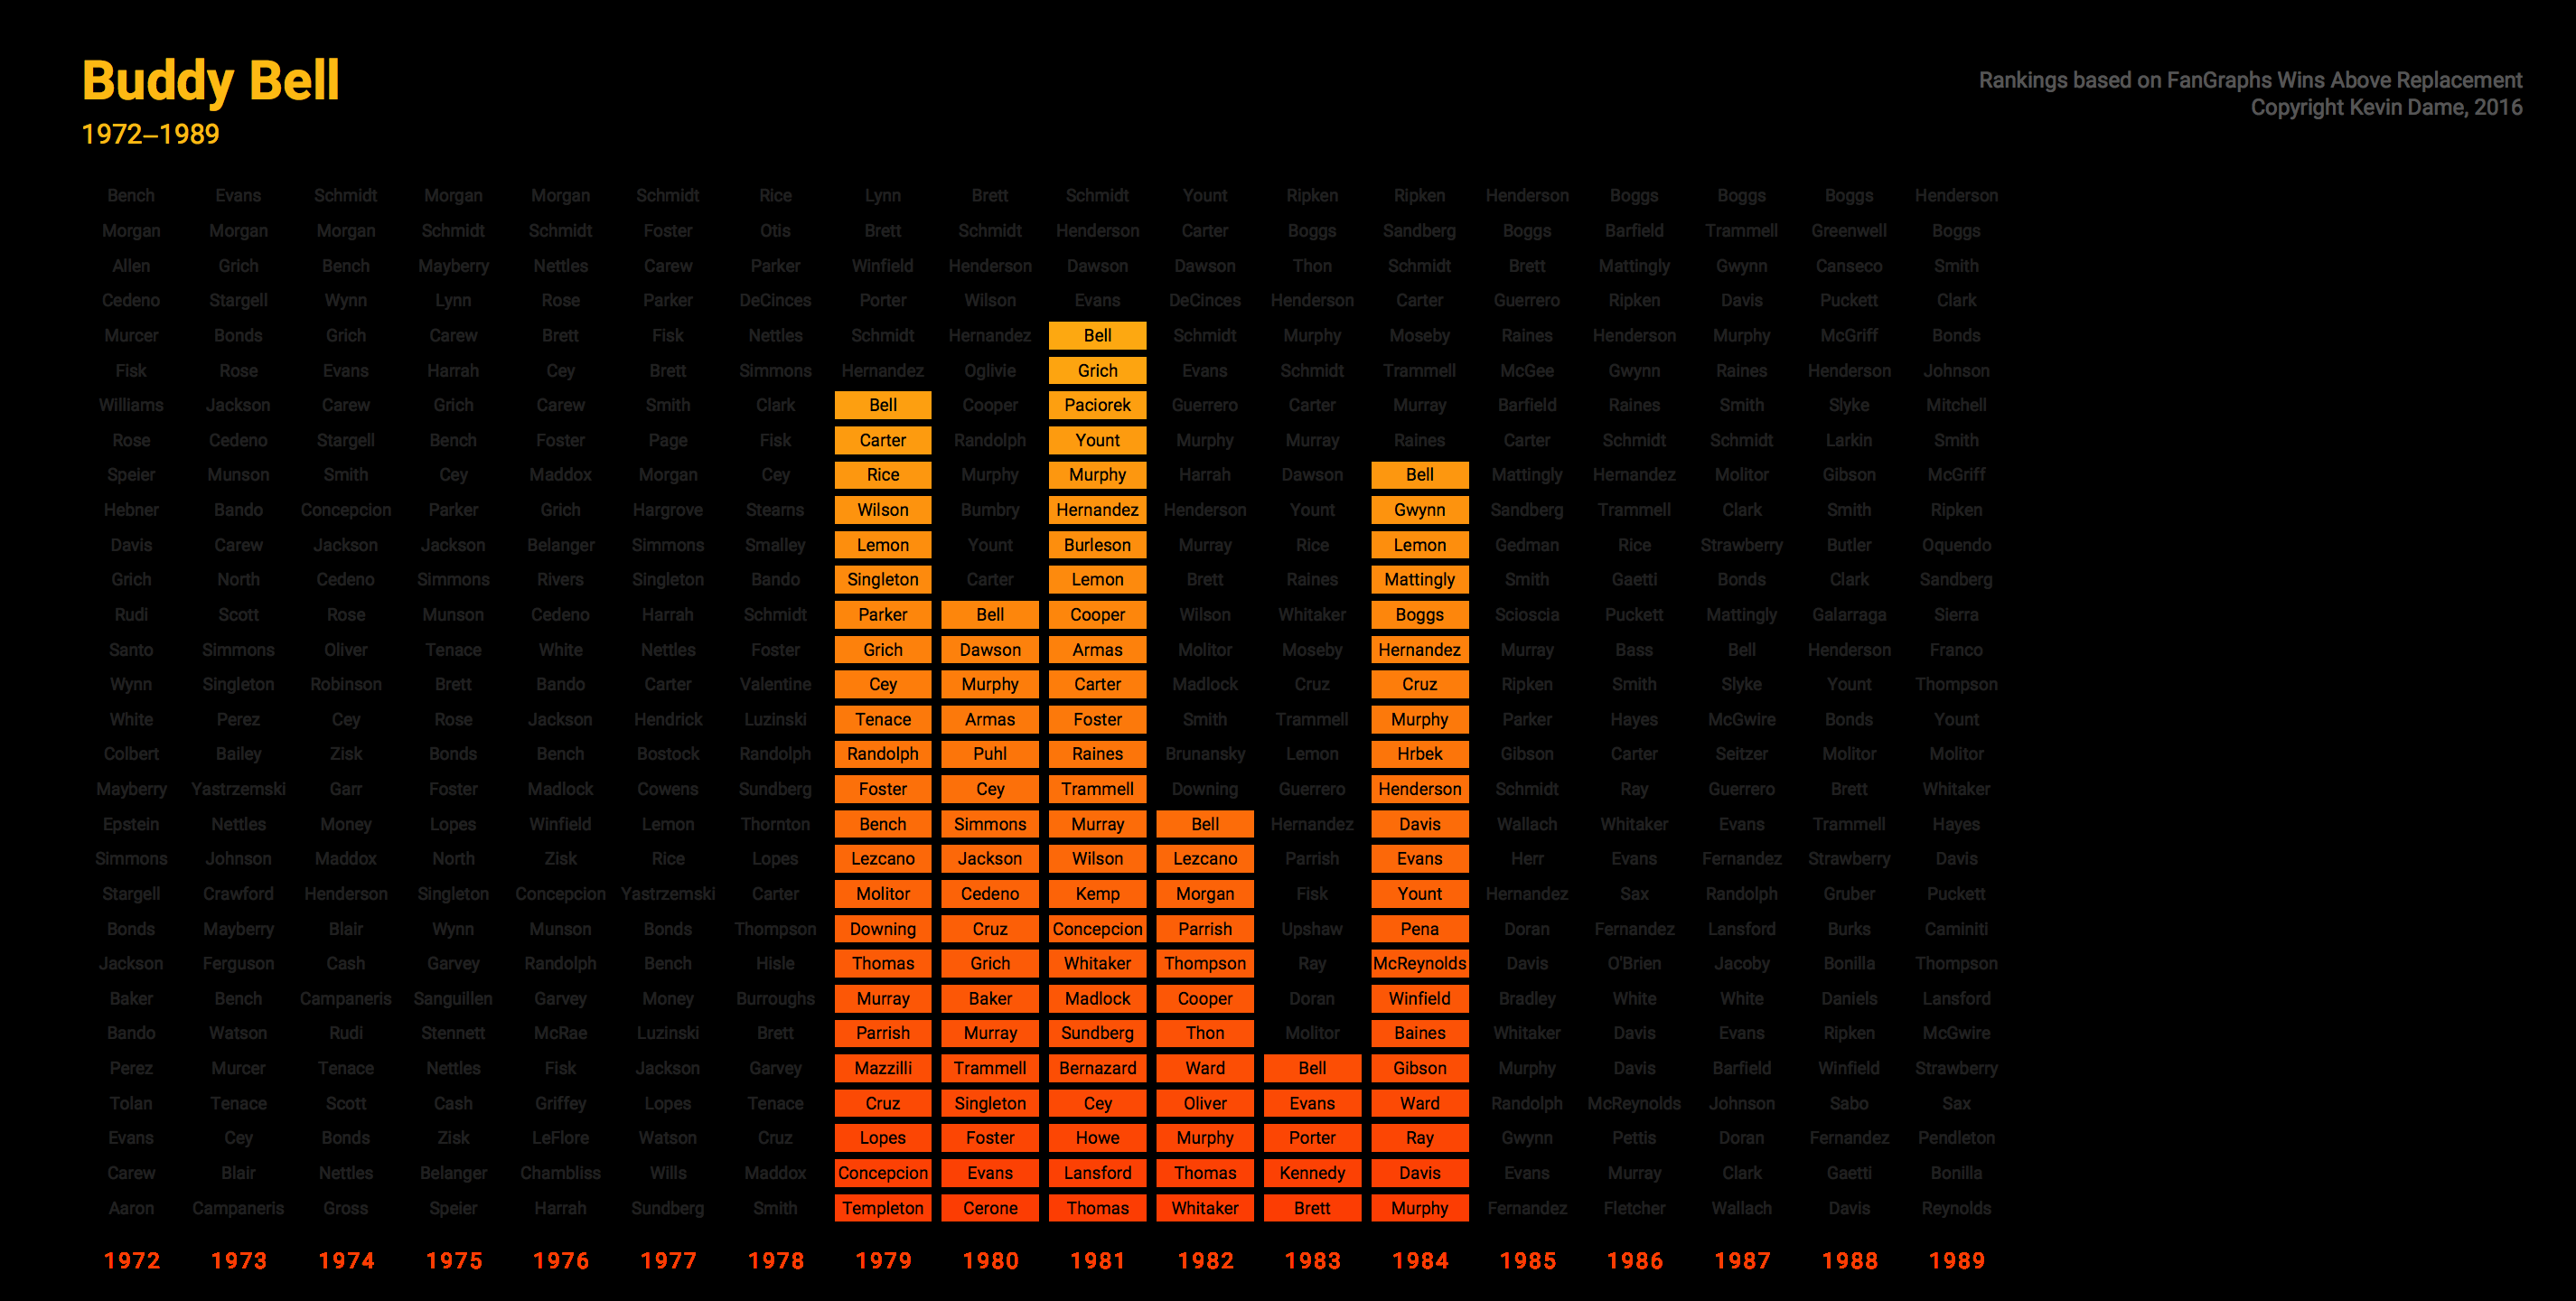 Buddy Bell
1972–1989
Rankings based on FanGraphs Wins Above Replacement
Copyright Kevin Dame, 2016
Bench Evans Schmidt Morgan Morgan Schmidt Rice Lynn Brett Schmidt Yount Ripken Ripken Henderson Boggs Boggs Boggs Henderson
Morgan Morgan Morgan Schmidt Schmidt Foster Otis Brett Schmidt Henderson Carter Boggs Sandberg Boggs Barfield Trammell Greenwell Boggs
Allen Grich Bench Mayberry Nettles Carew Parker Winfield Henderson Dawson Dawson Thon Schmidt Brett Mattingly Gwynn Canseco Smith
Cedeno Stargell Wynn Lynn Rose Parker DeCinces Porter Wilson Evans DeCinces Henderson Carter Guerrero Ripken Davis Puckett Clark
Murcer Bonds Grich Carew Brett Fisk Nettles Schmidt Hernandez Bell Schmidt Murphy Moseby Raines Henderson Murphy McGriff Bonds
Fisk Rose Evans Harrah Cey Brett Simmons Hernandez Oglivie Grich Evans Schmidt Trammell McGee Gwynn Raines Henderson Johnson
Williams Jackson Carew Grich Carew Smith Clark Bell Cooper Paciorek Guerrero Carter Murray Barfield Raines Smith Slyke Mitchell
Rose Cedeno Stargell Bench Foster Page Fisk Carter Randolph Yount Murphy Murray Raines Carter Schmidt Schmidt Larkin Smith
Speier Munson Smith Cey Maddox Morgan Cey Rice Murphy Murphy Harrah Dawson Bell Mattingly Hernandez Molitor Gibson McGriff
Hebner Bando Concepcion Parker Grich Hargrove Stearns Wilson Bumbry Hernandez Henderson Yount Gwynn Sandberg Trammell Clark Smith Ripken
Davis Carew Jackson Jackson Belanger Simmons Smalley Lemon Yount Burleson Murray Rice Lemon Gedman Rice Strawberry Butler Oquendo
Grich North Cedeno Simmons Rivers Singleton Bando Singleton Carter Lemon Brett Raines Mattingly Smith Gaetti Bonds Clark Sandberg
Rudi Scott Rose Munson Cedeno Harrah Schmidt Parker Bell Cooper Wilson Whitaker Boggs Scioscia Puckett Mattingly Galarraga Sierra
Santo Simmons Oliver Tenace White Nettles Foster Grich Dawson Armas Molitor Moseby Hernandez Murray Bass Bell Henderson Franco
Wynn Singleton Robinson Brett Bando Carter Valentine Cey Murphy Carter Madlock Cruz Cruz Ripken Smith Slyke Yount Thompson
White Perez Cey Rose Jackson Hendrick Luzinski Tenace Armas Foster Smith Trammell Murphy Parker Hayes McGwire Bonds Yount
Colbert Bailey Zisk Bonds Bench Bostock Randolph Randolph Puhl Raines Brunansky Lemon Hrbek Gibson Carter Seitzer Molitor Molitor
Mayberry Yastrzemski Garr Foster Madlock Cowens Sundberg Foster Cey Trammell Downing Guerrero Henderson Schmidt Ray Guerrero Brett Whitaker
Epstein Nettles Money Lopes Winfield Lemon Thornton Bench Simmons Murray Bell Hernandez Davis Wallach Whitaker Evans Trammell Hayes
Simmons Johnson Maddox North Zisk Rice Lopes Lezcano Jackson Wilson Lezcano Parrish Evans Herr Evans Fernandez Strawberry Davis
Stargell Crawford Henderson Singleton Concepcion Yastrzemski Carter Molitor Cedeno Kemp Morgan Fisk Yount Hernandez Sax Randolph Gruber Puckett
Bonds Mayberry Blair Wynn Munson Bonds Thompson Downing Cruz Concepcion Parrish Upshaw Pena Doran Fernandez Lansford Burks Caminiti
Jackson Ferguson Cash Garvey Randolph Bench Hisle Thomas Grich Whitaker Thompson Ray McReynolds Davis O'Brien Jacoby Bonilla Thompson
Baker Bench Campaneris Sanguillen Garvey Money Burroughs Murray Baker Madlock Cooper Doran Winfield Bradley White White Daniels Lansford
Bando Watson Rudi Stennett McRae Luzinski Brett Parrish Murray Sundberg Thon Molitor Baines Whitaker Davis Evans Ripken McGwire
Perez Murcer Tenace Nettles Fisk Jackson Garvey Mazzilli Trammell Bernazard Ward Bell Gibson Murphy Davis Barfield Winfield Strawberry
Tolan Tenace Scott Cash Griffey Lopes Tenace Cruz Singleton Cey Oliver Evans Ward Randolph McReynolds Johnson Sabo Sax
Evans Cey Bonds Zisk LeFlore Watson Cruz Lopes Foster Howe Murphy Porter Ray Gwynn Pettis Doran Fernandez Pendleton
Carew Blair Nettles Belanger Chambliss Wills Maddox Concepcion Evans Lansford Thomas Kennedy Davis Evans Murray Clark Gaetti Bonilla
Aaron Campaneris Gross Speier Harrah Sundberg Smith Templeton Cerone Thomas Whitaker Brett Murphy Fernandez Fletcher Wallach Davis Reynolds
1972 1973 1974 1975 1976 1977 1978 1979 1980 1981 1982 1983 1984 1985 1986 1987 1988 1989